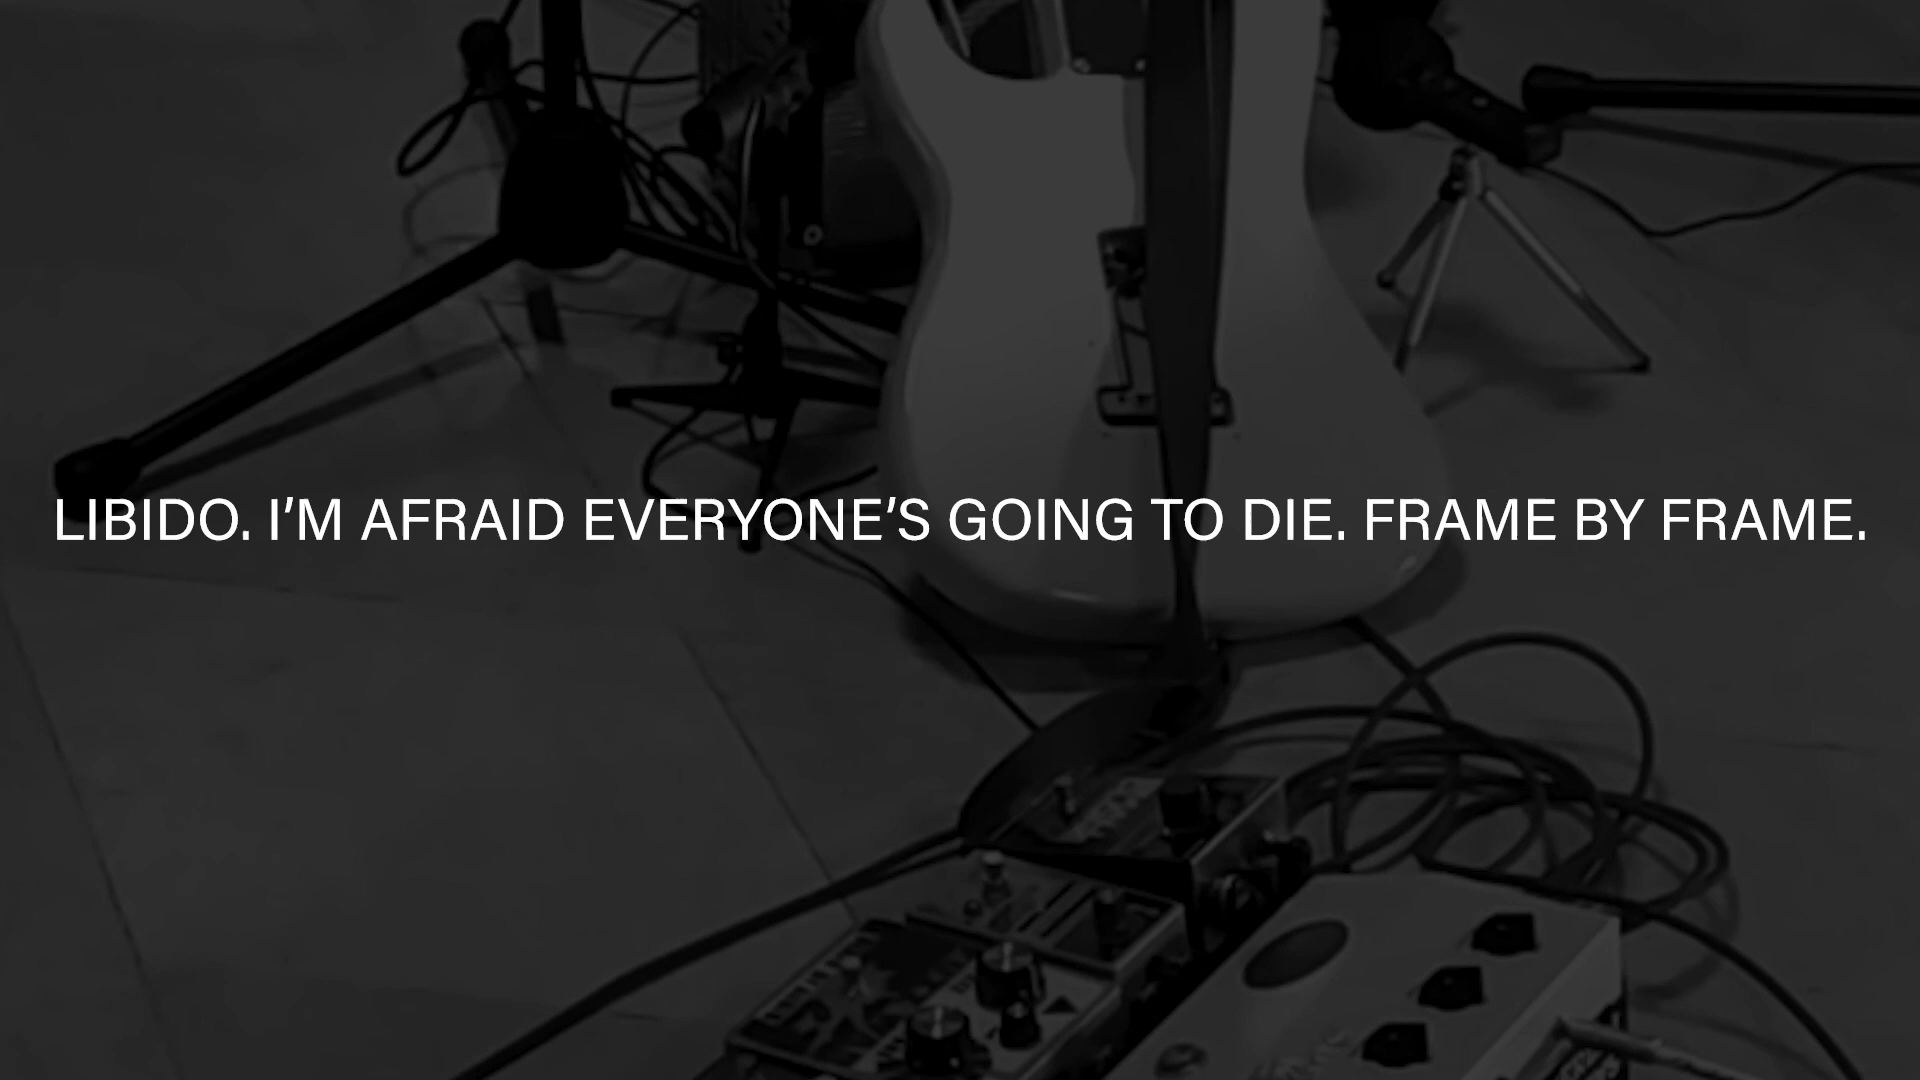 LIBIDO. I’M AFRAID EVERYONE’S GOING TO DIE. FRAME BY FRAME.